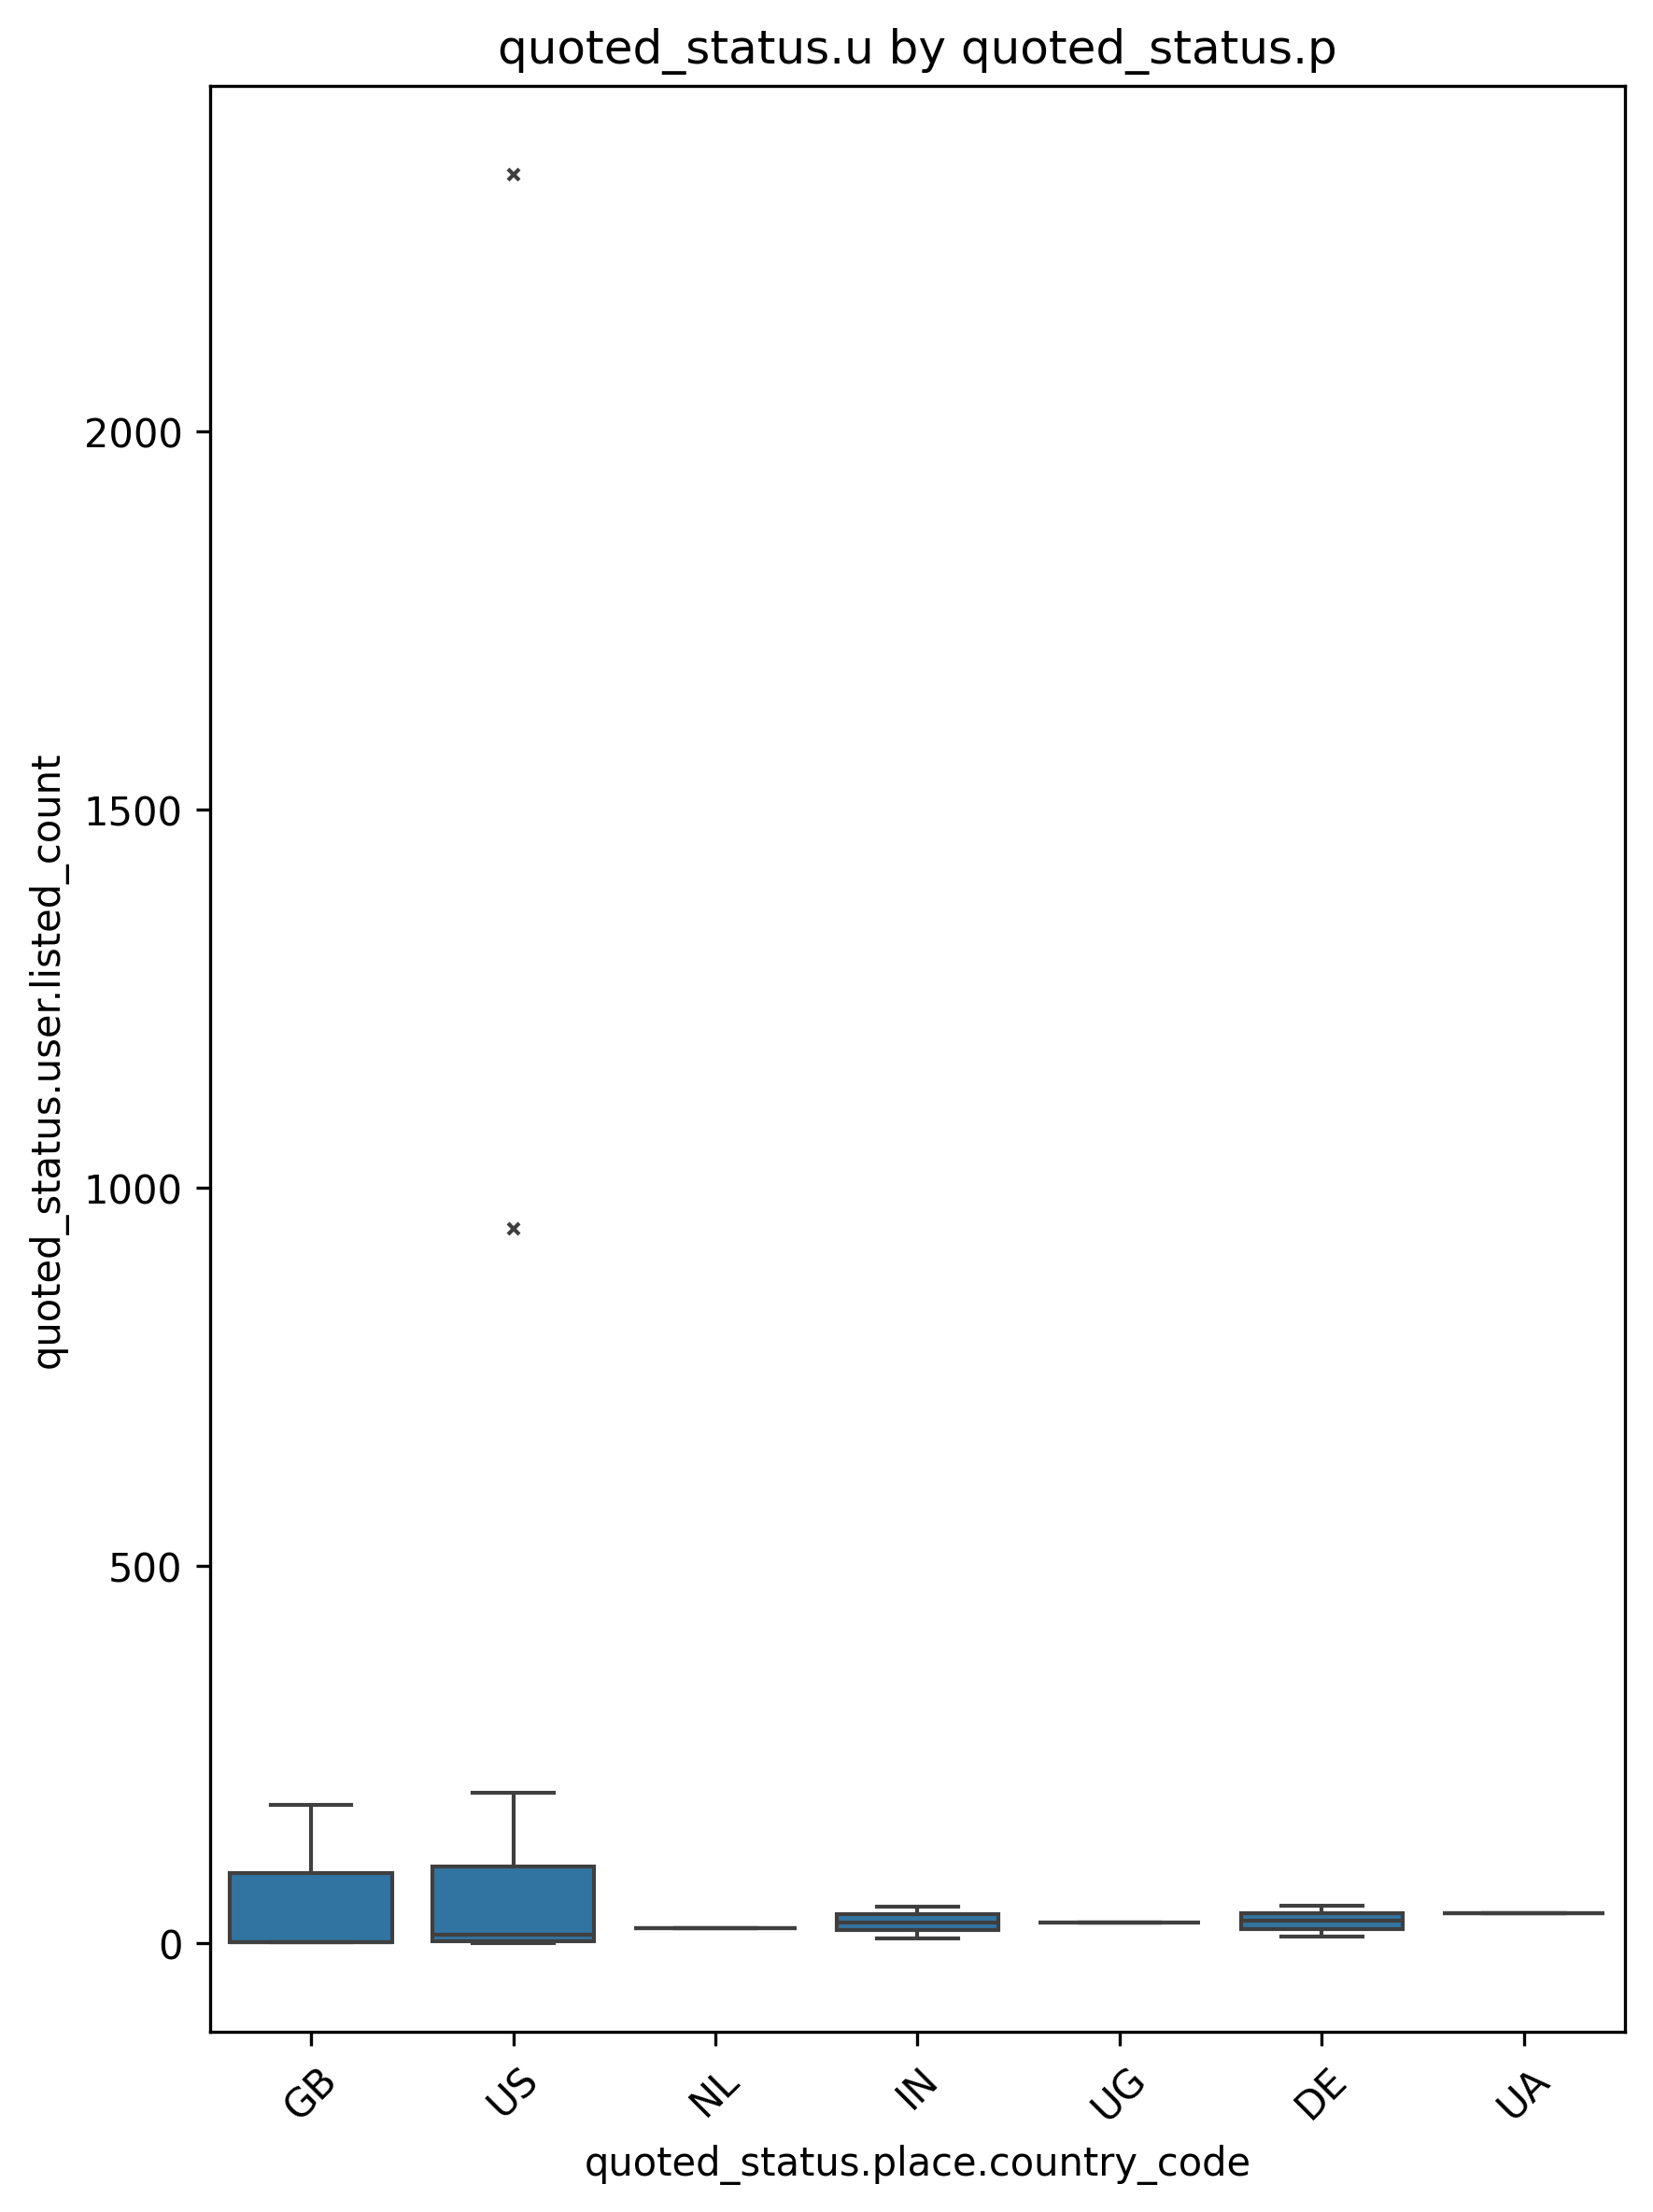 quoted_status.u by quoted_status.p
quoted_status.user.listed_count
2000
1500
1000
500
0
GB
US
NL
IN
UG
DE
UA
quoted_status.place.country_code